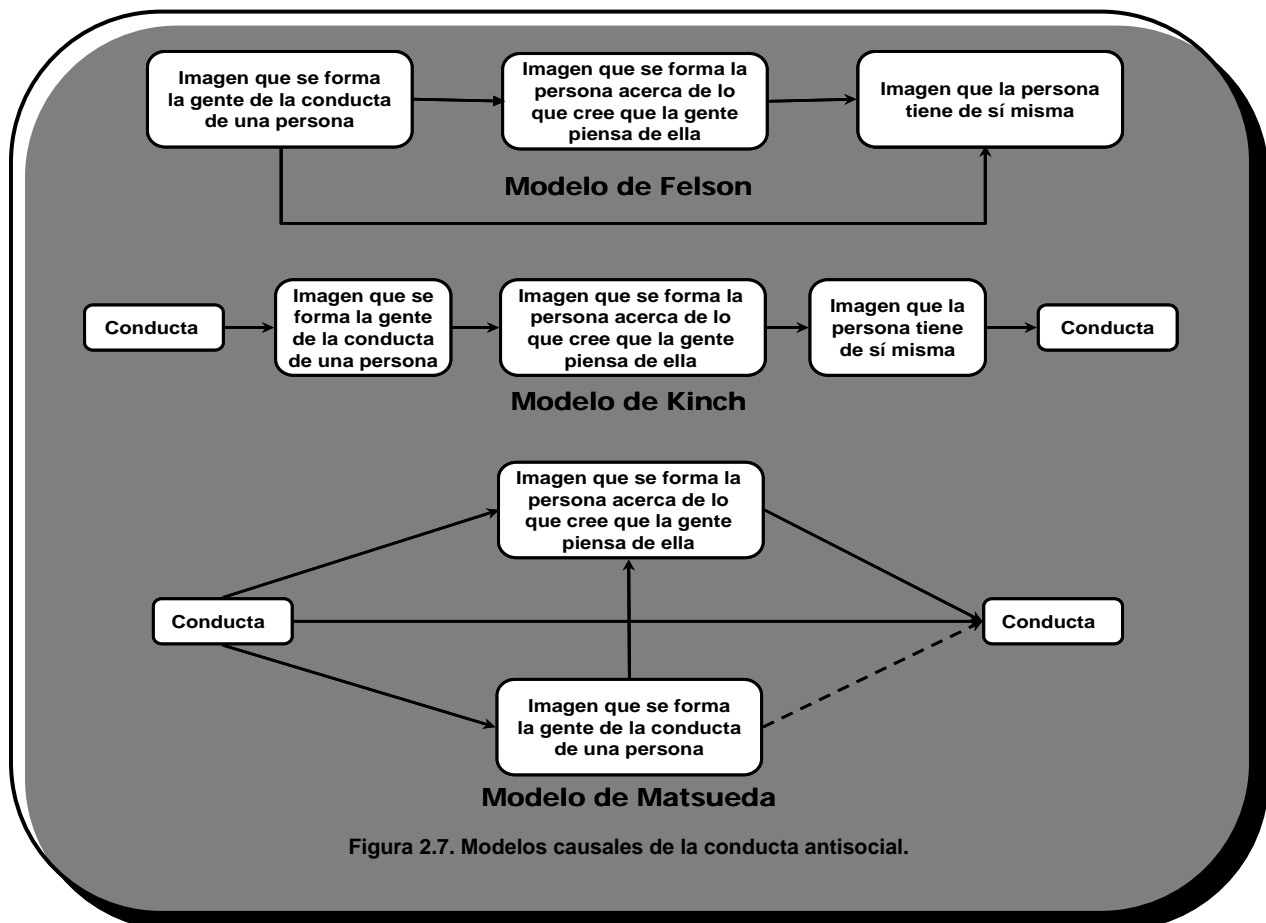 Imagen que se forma
la gente de la conducta
de una persona
Imagen que se forma la
persona acerca de lo
que cree que la gente
piensa de ella
Imagen que la persona
tiene de sí misma
Modelo de Felson
Conducta
Imagen que se
forma la gente
de la conducta
de una persona
Imagen que se forma la
persona acerca de lo
que cree que la gente
piensa de ella
Imagen que la
persona tiene
de sí misma
Conducta
Modelo de Kinch
Imagen que se forma la
persona acerca de lo
que cree que la gente
piensa de ella
Conducta
Conducta
Imagen que se forma
la gente de la conducta
de una persona
Modelo de Matsueda
Figura 2.7. Modelos causales de la conducta antisocial.